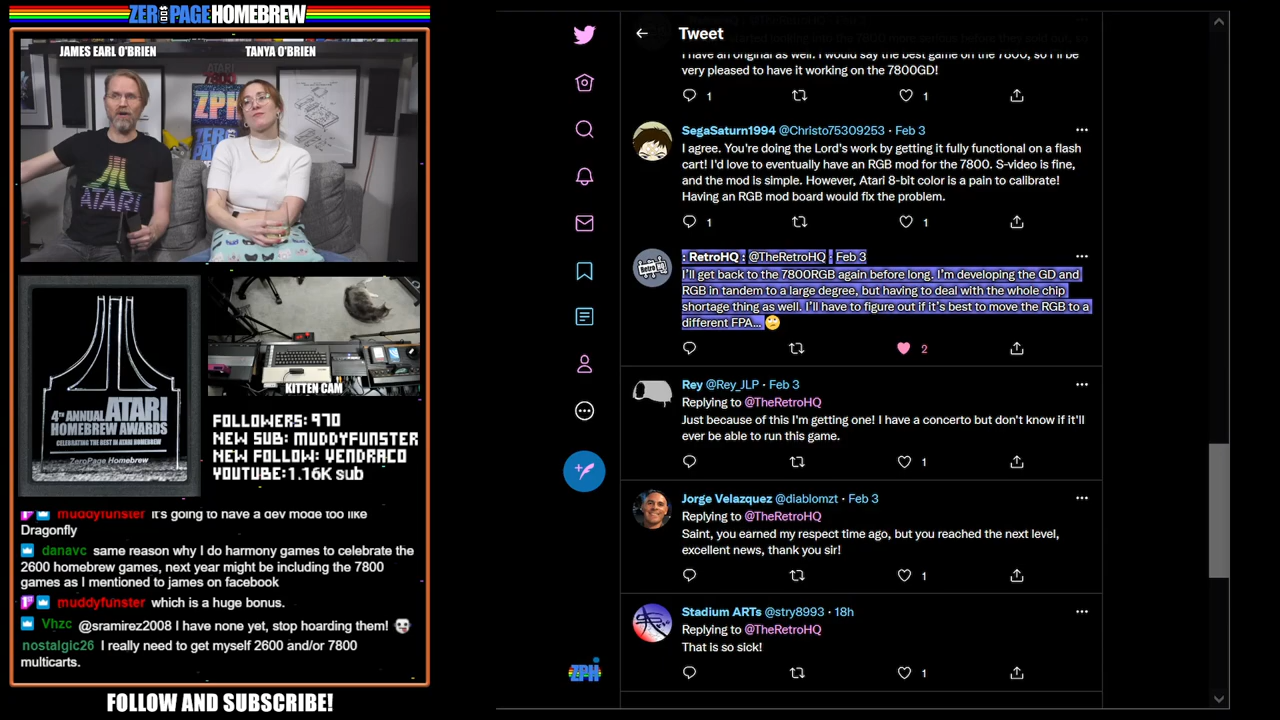 ZEROPAGE HOMEBREW
JAMES EARL O'BRIEN
TANYA O'BRIEN
ATARI
7800
ZPH
ATARI
4TH ANNUAL ATARI
HOMEBREW AWARDS
CELEBRATING THE BEST IN ATARI HOMEBREW
ZeroPage Homebrew
KITTEN CAM
FOLLOWERS: 970
NEW SUB: MUDDYFUNSTER
NEW FOLLOW: VENDRACO
YOUTUBE:1.16K sub
muddyfunster it's going to have a dev mode too like
Dragonfly
danavc same reason why I do harmony games to celebrate the
2600 homebrew games, next year might be including the 7800
games as I mentioned to james on facebook
muddyfunster which is a huge bonus.
Vhzc @sramirez2008 I have none yet, stop hoarding them!
nostalgic26 I really need to get myself 2600 and/or 7800
multicarts.
FOLLOW AND SUBSCRIBE!
Tweet
I have an original as well. I would say the best game on the 7800, so I'll be
very pleased to have it working on the 7800GD!
1
1
SegaSaturn1994 @Christo75309253 · Feb 3
I agree. You're doing the Lord's work by getting it fully functional on a flash
cart! I'd love to eventually have an RGB mod for the 7800. S-video is fine,
and the mod is simple. However, Atari 8-bit color is a pain to calibrate!
Having an RGB mod board would fix the problem.
1
1
: RetroHQ : @TheRetroHQ · Feb 3
I'll get back to the 7800RGB again before long. I'm developing the GD and
RGB in tandem to a large degree, but having to deal with the whole chip
shortage thing as well. I'll have to figure out if it's best to move the RGB to a
different FPA... 🙄
2
Rey @Rey_JLP · Feb 3
Replying to @TheRetroHQ
Just because of this I'm getting one! I have a concerto but don't know if it'll
ever be able to run this game.
1
Jorge Velazquez @diablomzt · Feb 3
Replying to @TheRetroHQ
Saint, you earned my respect time ago, but you reached the next level,
excellent news, thank you sir!
1
Stadium ARTs @stry8993 · 18h
Replying to @TheRetroHQ
That is so sick!
1
ZPH